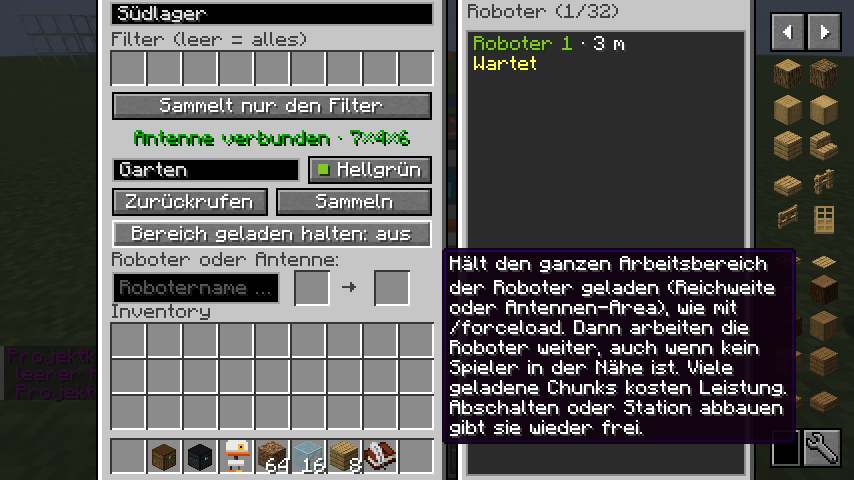 Südlager
Filter (leer = alles)
Sammelt nur den Filter
Antenne verbunden · 7×4×6
Garten
Hellgrün
Zurückrufen
Sammeln
Bereich geladen halten: aus
Roboter oder Antenne:
Robotername ...
Inventory
64
16
8
Roboter (1/32)
Roboter 1 · 3 m
Wartet
Hält den ganzen Arbeitsbereich
der Roboter geladen (Reichweite
oder Antennen-Area), wie mit
/forceload. Dann arbeiten die
Roboter weiter, auch wenn kein
Spieler in der Nähe ist. Viele
geladene Chunks kosten Leistung.
Abschalten oder Station abbauen
gibt sie wieder frei.
leerer